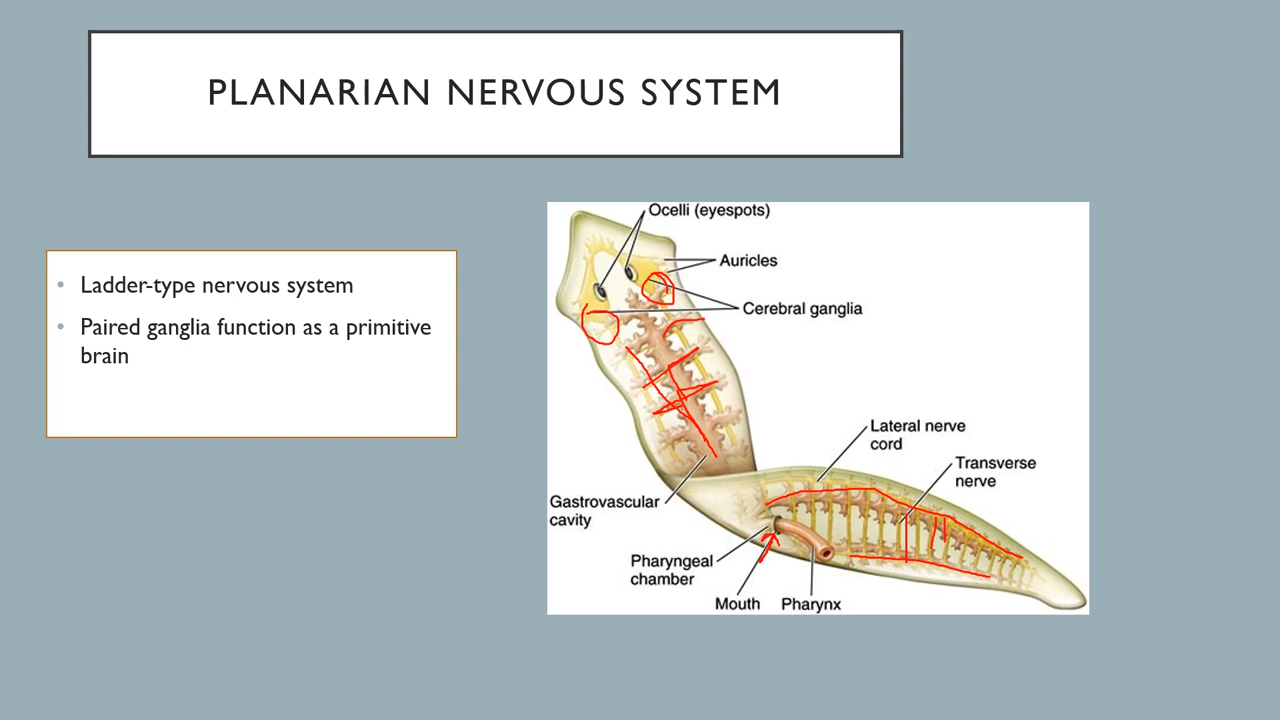 PLANARIAN NERVOUS SYSTEM
• Ladder-type nervous system
• Paired ganglia function as a primitive
brain
Ocelli (eyespots)
Auricles
Cerebral ganglia
Lateral nerve
cord
Transverse
nerve
Gastrovascular
cavity
Pharyngeal
chamber
Mouth
Pharynx